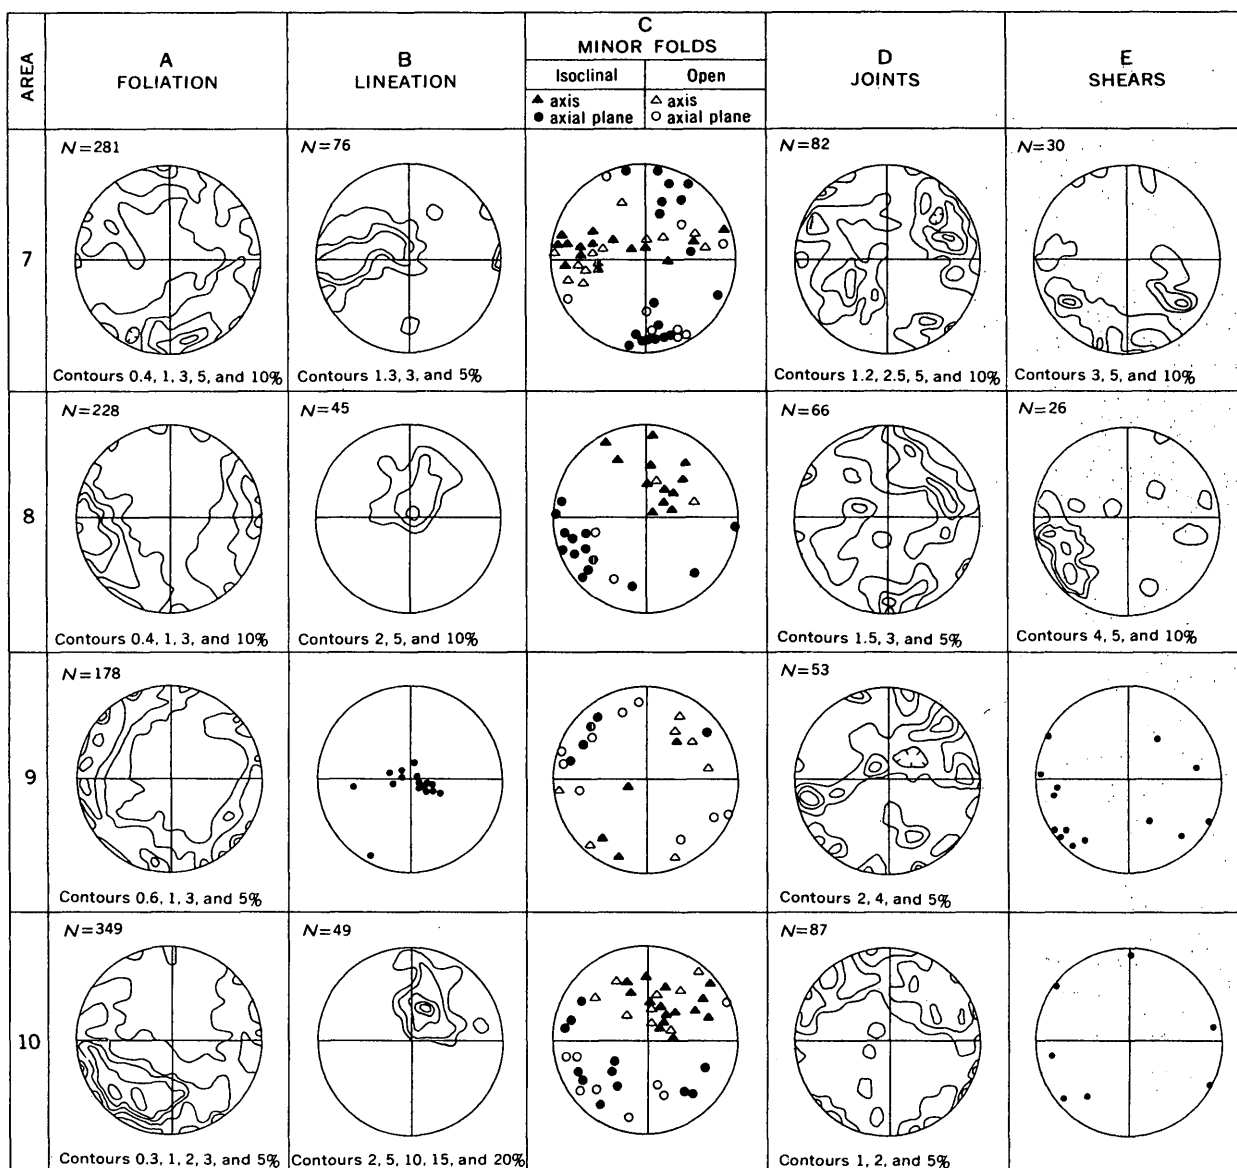 AREA
A
FOLIATION
B
LINEATION
C
MINOR FOLDS
Isoclinal Open
▲ axis △ axis
● axial plane ○ axial plane
D
JOINTS
E
SHEARS
7
N=281
Contours 0.4, 1, 3, 5, and 10%
N=76
Contours 1.3, 3, and 5%
N=82
Contours 1.2, 2.5, 5, and 10%
N=30
Contours 3, 5, and 10%
8
N=228
Contours 0.4, 1, 3, and 10%
N=45
Contours 2, 5, and 10%
N=66
Contours 1.5, 3, and 5%
N=26
Contours 4, 5, and 10%
9
N=178
Contours 0.6, 1, 3, and 5%
N=53
Contours 2, 4, and 5%
10
N=349
Contours 0.3, 1, 2, 3, and 5%
N=49
Contours 2, 5, 10, 15, and 20%
N=87
Contours 1, 2, and 5%